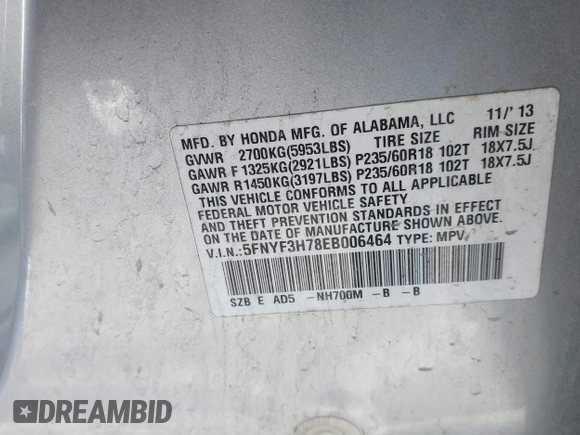 MFD. BY HONDA MFG. OF ALABAMA, LLC 11/' 13
GVWR 2700KG(5953LBS) TIRE SIZE RIM SIZE
GAWR F 1325KG(2921LBS) P235/60R18 102T 18X7.5J
GAWR R1450KG(3197LBS) P235/60R18 102T 18X7.5J
THIS VEHICLE CONFORMS TO ALL APPLICABLE
FEDERAL MOTOR VEHICLE SAFETY
AND THEFT PREVENTION STANDARDS IN EFFECT
ON THE DATE OF MANUFACTURE SHOWN ABOVE.
V.I.N.:5FNYF3H78EB006464 TYPE: MPV
SZB E AD5 -NH700M -B -B
DREAMBID